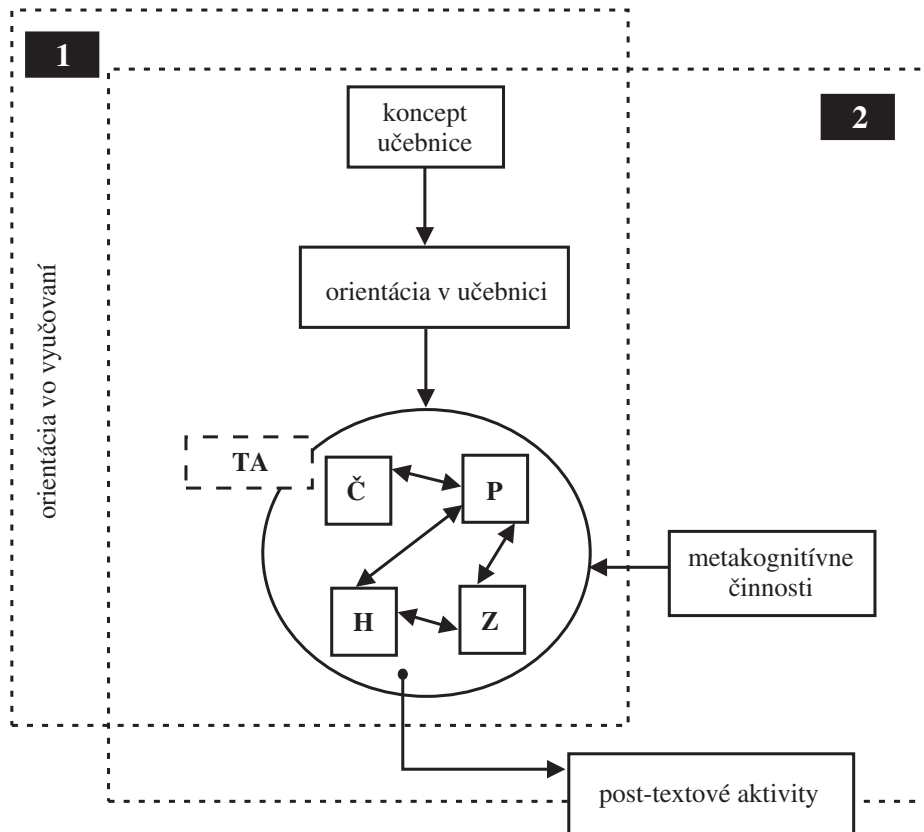 1
2
koncept
učebnice
orientácia v učebnici
orientácia vo vyučovaní
TA
Č
P
H
Z
metakognitívne
činnosti
post-textové aktivity